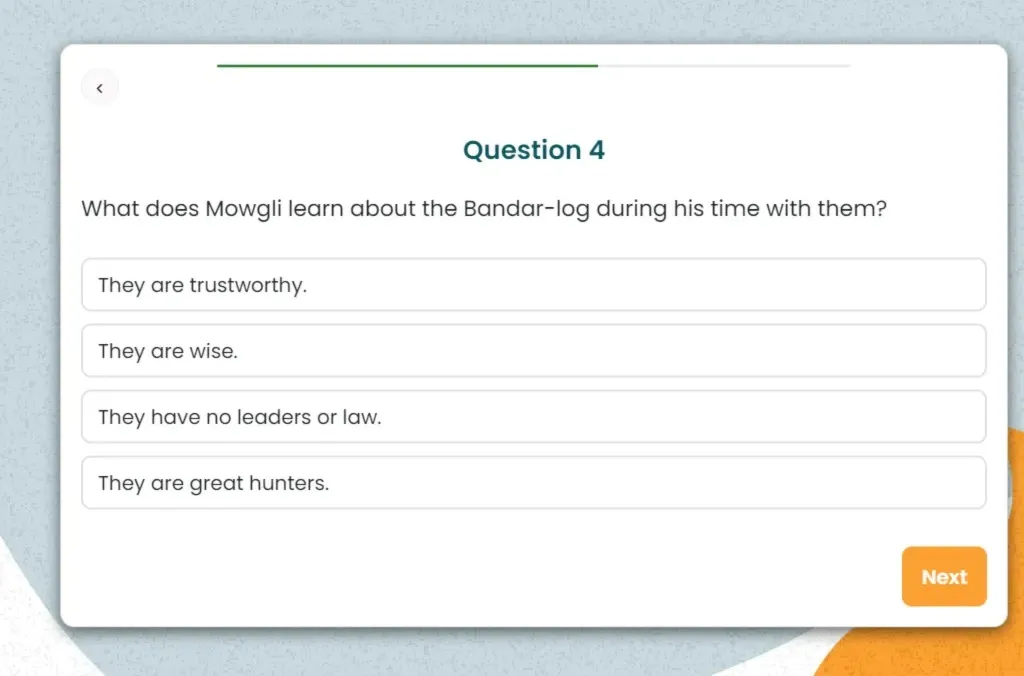 Question 4
What does Mowgli learn about the Bandar-log during his time with them?
They are trustworthy.
They are wise.
They have no leaders or law.
They are great hunters.
Next